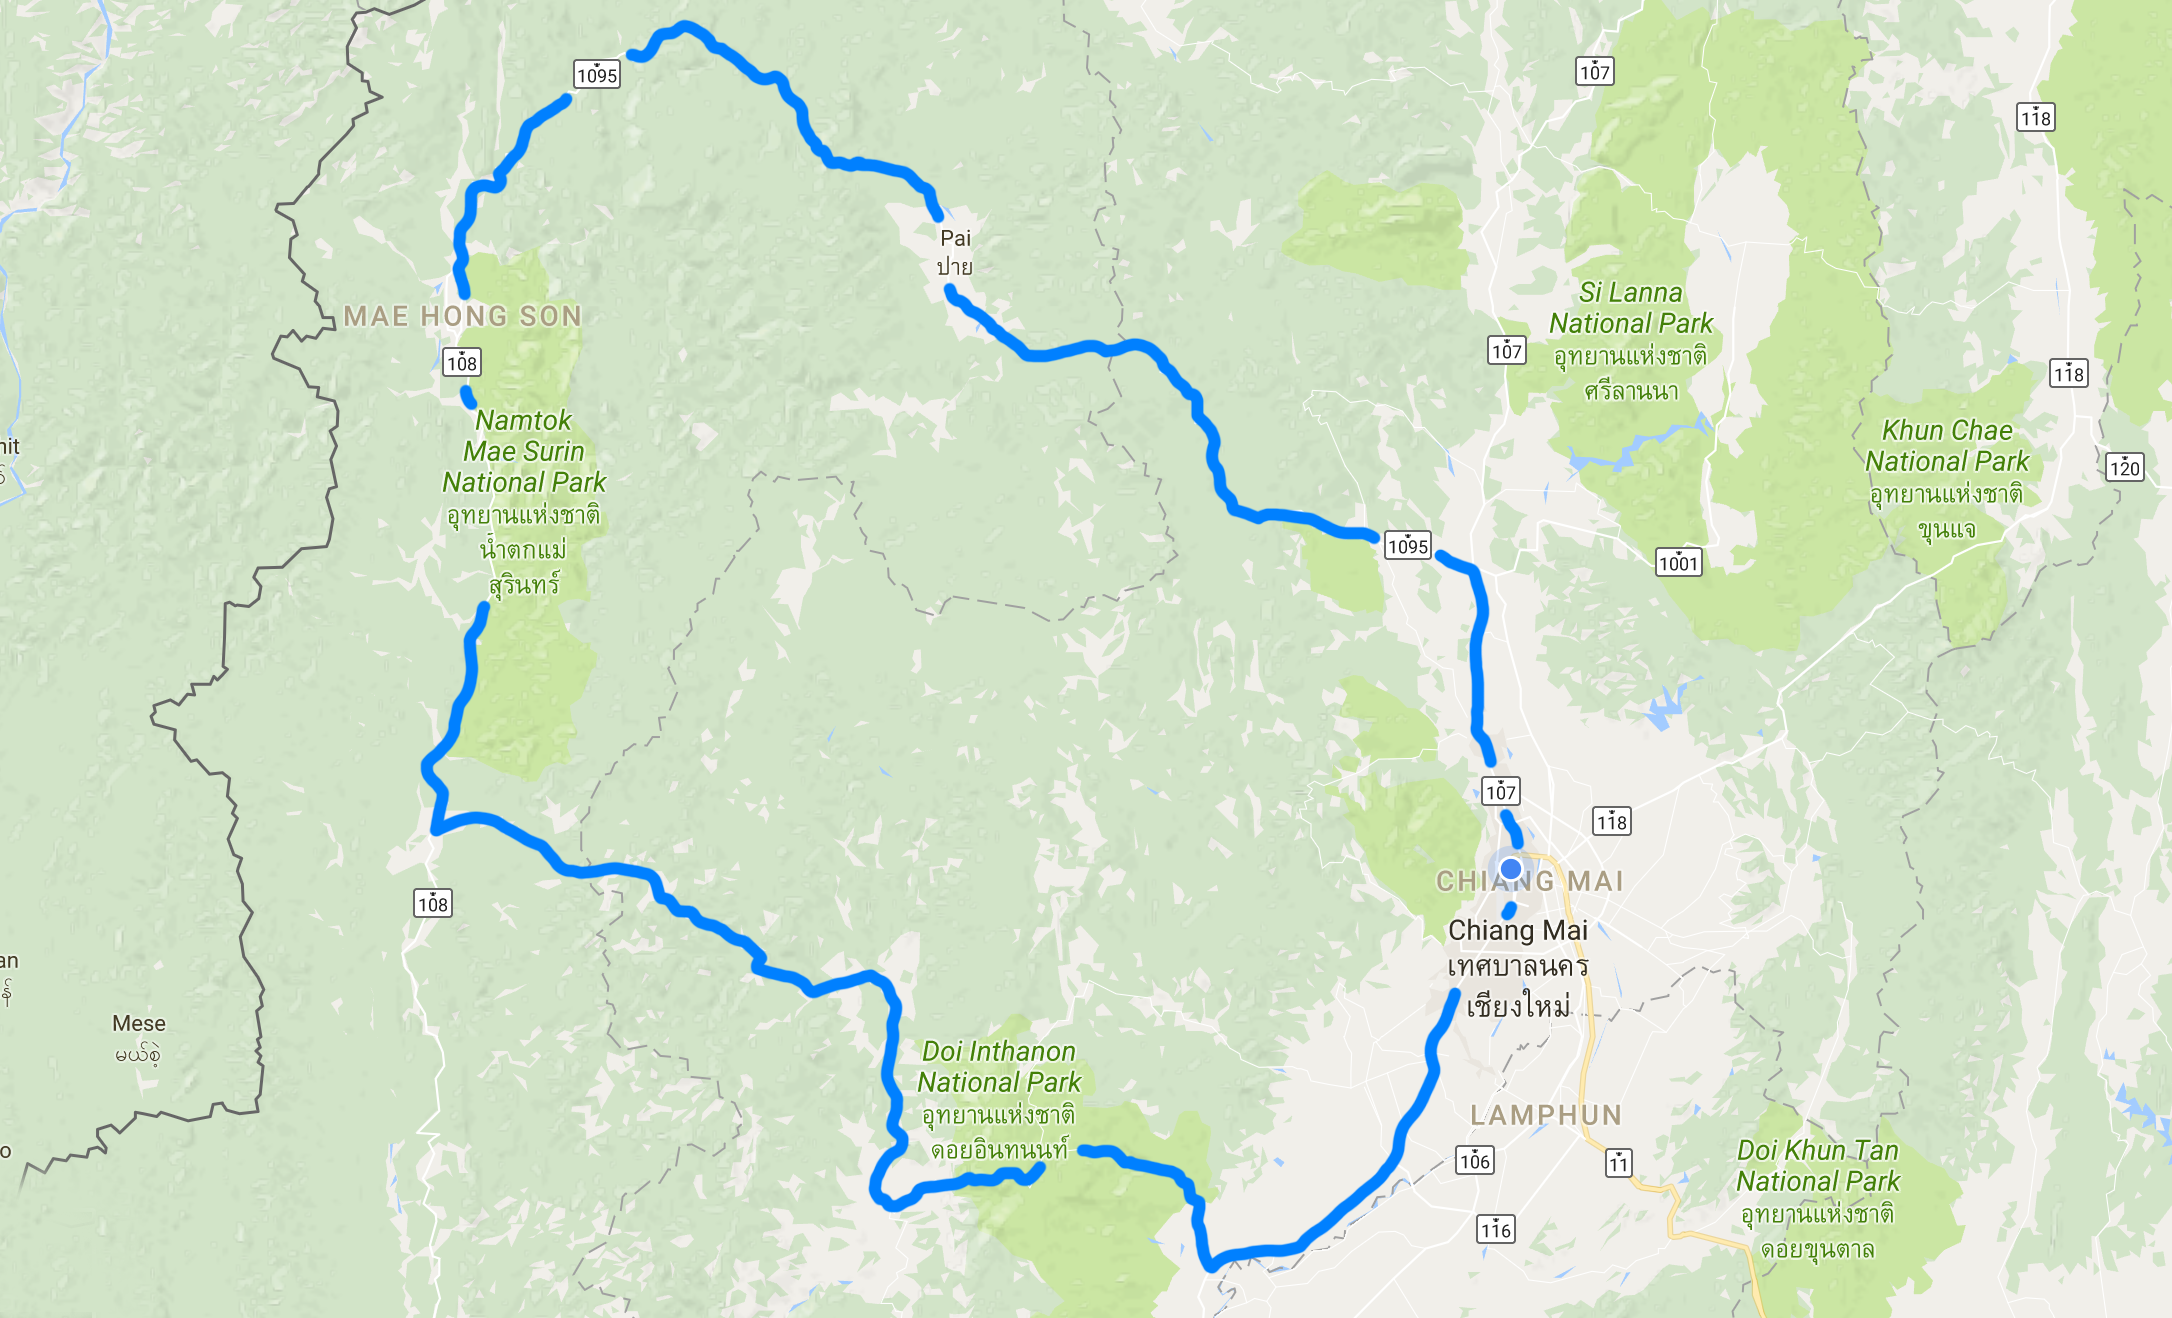 1095
107
118
Pai
ปาย
MAE HONG SON
108
Si Lanna
National Park
อุทยานแห่งชาติ
ศรีลานนา
107
118
Namtok
Mae Surin
National Park
อุทยานแห่งชาติ
น้ำตกแม่
สุรินทร์
Khun Chae
National Park
อุทยานแห่งชาติ
ขุนแจ
120
1095
1001
107
118
CHIANG MAI
Chiang Mai
เทศบาลนคร
เชียงใหม่
108
Mese
မယ်စဲ့
Doi Inthanon
National Park
อุทยานแห่งชาติ
ดอยอินทนนท์
LAMPHUN
106
11
116
Doi Khun Tan
National Park
อุทยานแห่งชาติ
ดอยขุนตาล